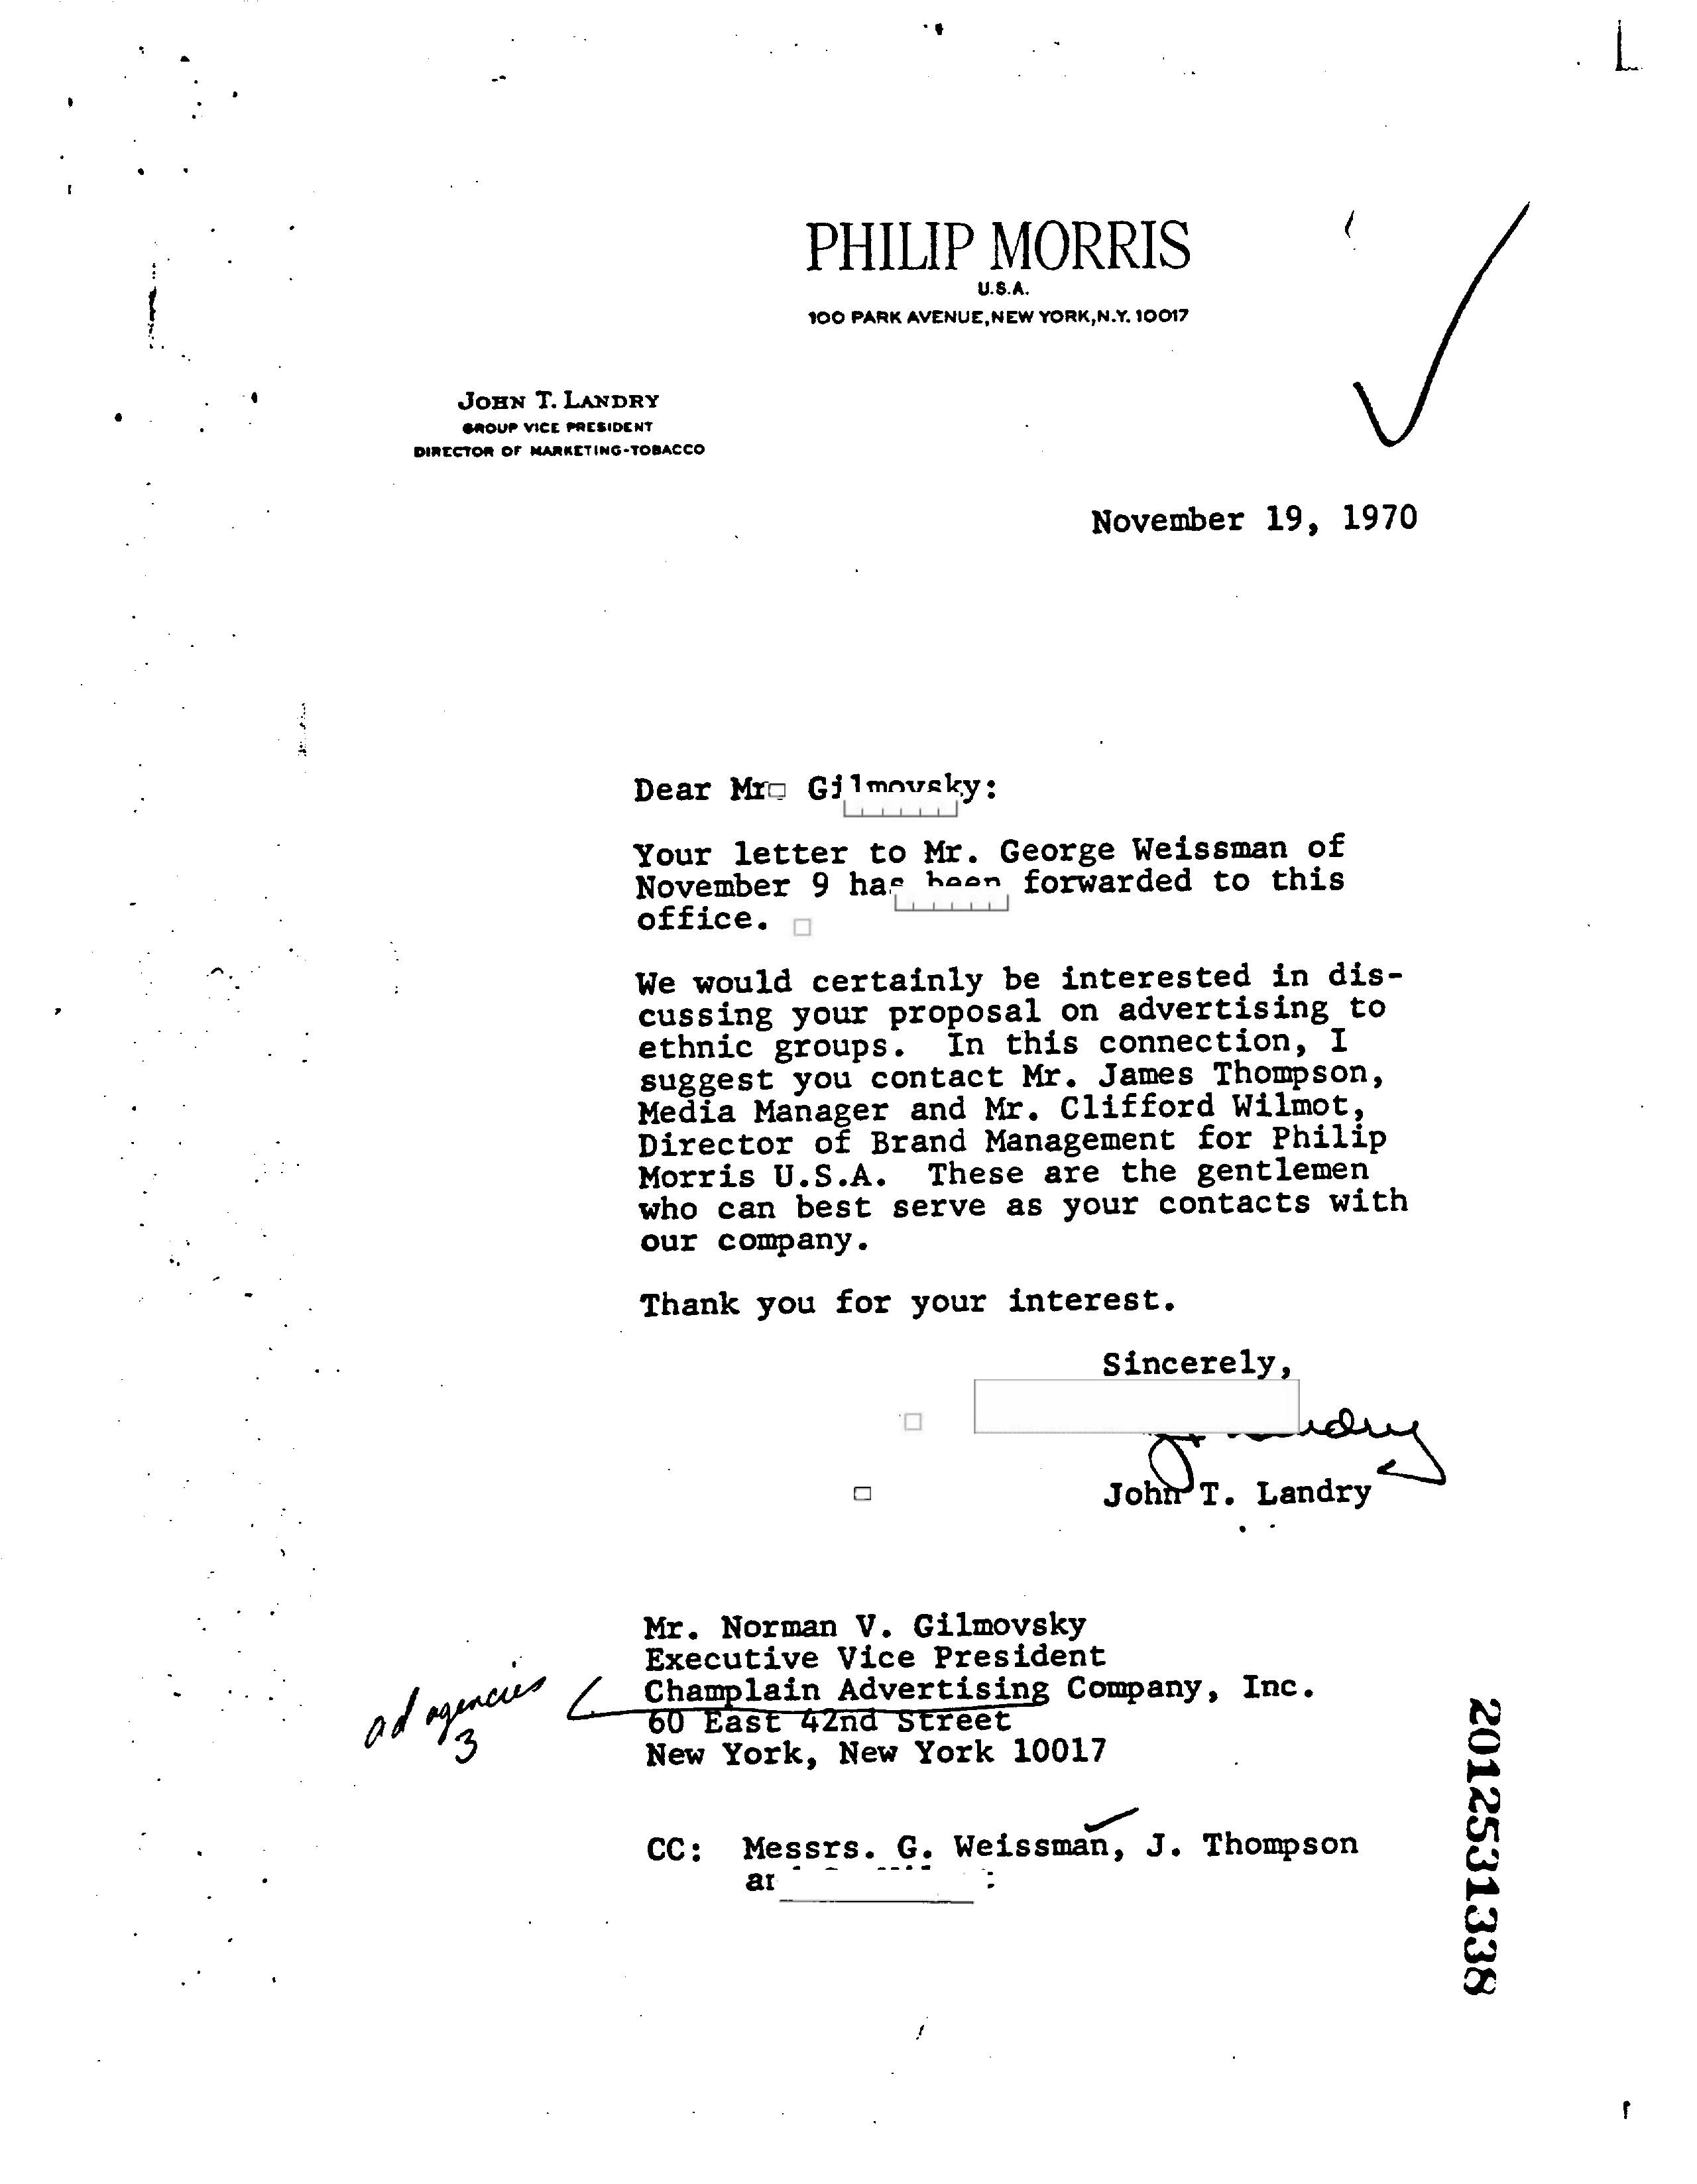 PHILIP MORRIS
U.S.A.
100 PARK AVENUE, NEW YORK, N.Y. 10017
JOHN T. LANDRY
GROUP VICE PRESIDENT
DIRECTOR OF MARKETING-TOBACCO
November 19, 1970
Dear Mr Gilmovsky:
Your letter to Mr. George Weissman of
November 9 has been forwarded to this
office.
We would certainly be interested in dis-
cussing your proposal on advertising to
ethnic groups. In this connection, I
suggest you contact Mr. James Thompson,
Media Manager and Mr. Clifford Wilmot,
Director of Brand Management for Philip
Morris U.S.A. These are the gentlemen
who can best serve as your contacts with
our company.
Thank you for your interest.
Sincerely,
John T. Landry
Mr. Norman V. Gilmovsky
Executive Vice President
Champlain Advertising Company, Inc.
60 East 42nd Street
New York, New York 10017
ad agencies
3
CC: Messrs. G. Weissman, J. Thompson
2012531338